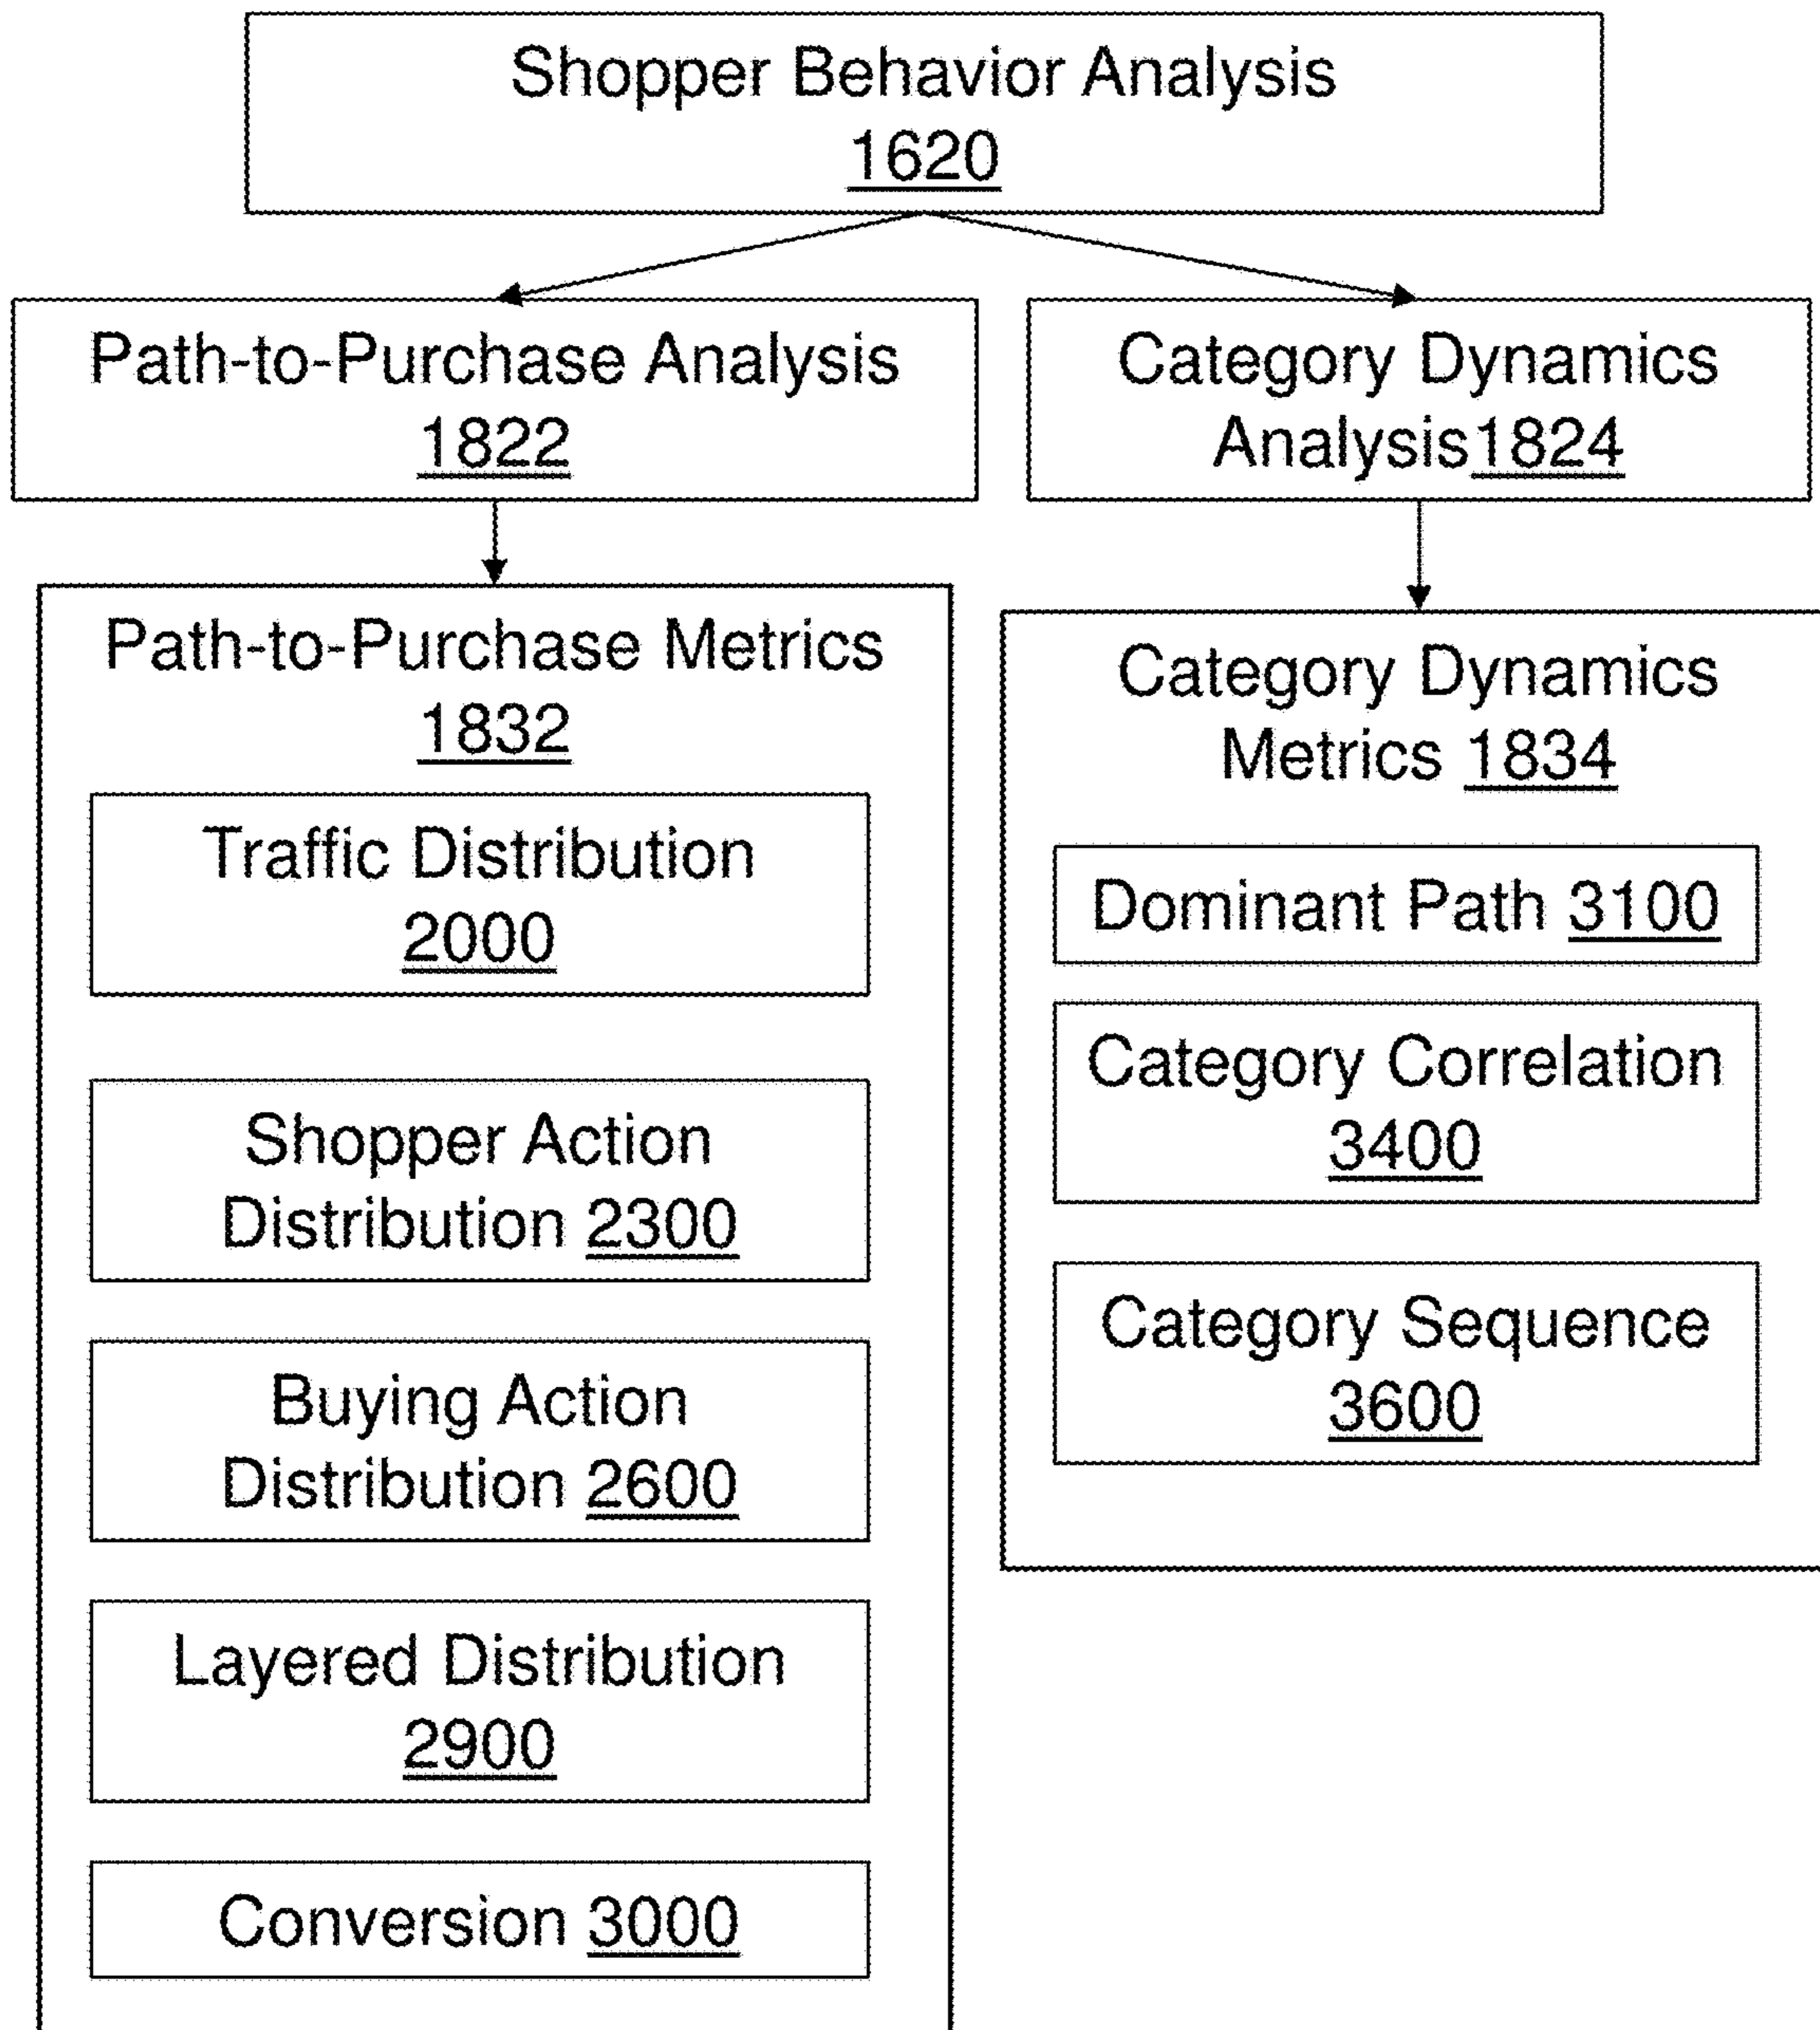 Shopper Behavior Analysis
1620
Path-to-Purchase Analysis
1822
Category Dynamics
Analysis 1824
Path-to-Purchase Metrics
1832
Traffic Distribution
2000
Shopper Action
Distribution 2300
Buying Action
Distribution 2600
Layered Distribution
2900
Conversion 3000
Category Dynamics
Metrics 1834
Dominant Path 3100
Category Correlation
3400
Category Sequence
3600